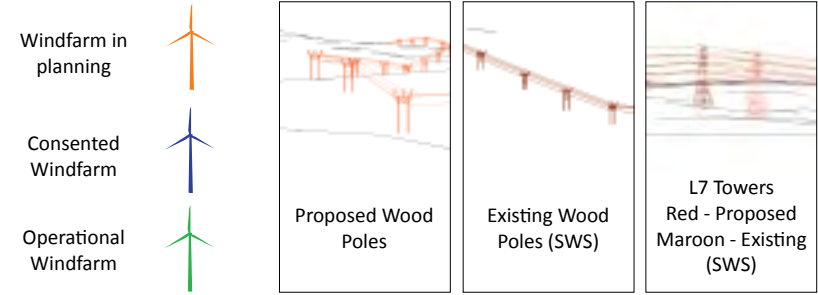 Windfarm in
planning
Consented
Windfarm
Operational
Windfarm
Proposed Wood
Poles
Existing Wood
Poles (SWS)
L7 Towers
Red - Proposed
Maroon - Existing
(SWS)